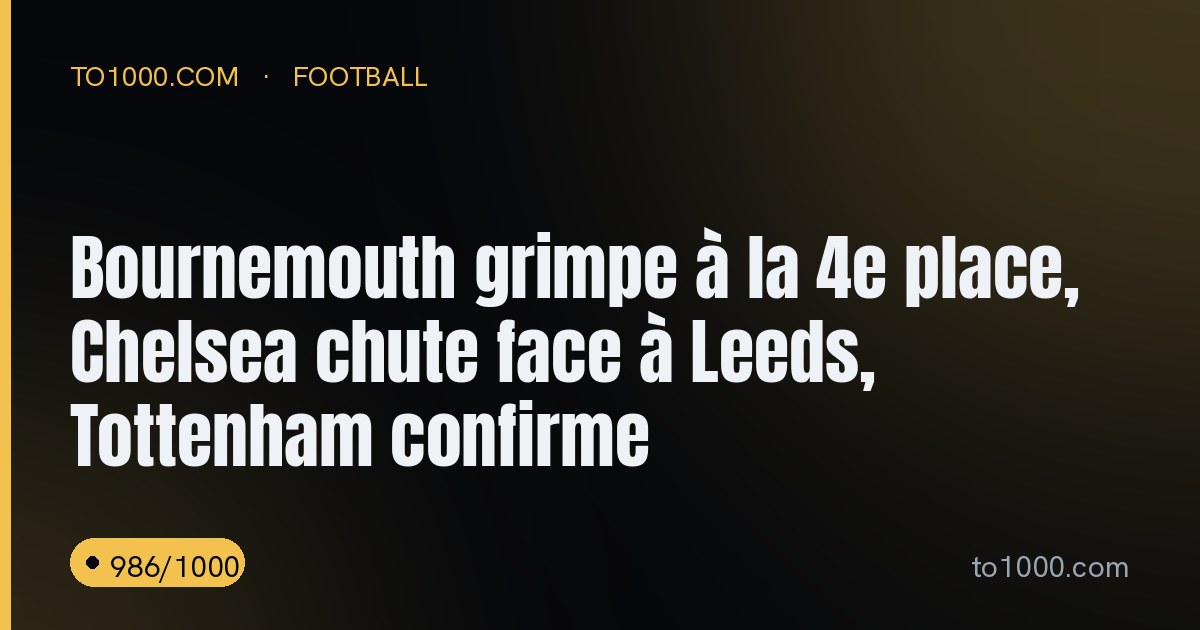 TO1000.COM · FOOTBALL
Bournemouth grimpe à la 4e place,
Chelsea chute face à Leeds,
Tottenham confirme
986/1000
to1000.com